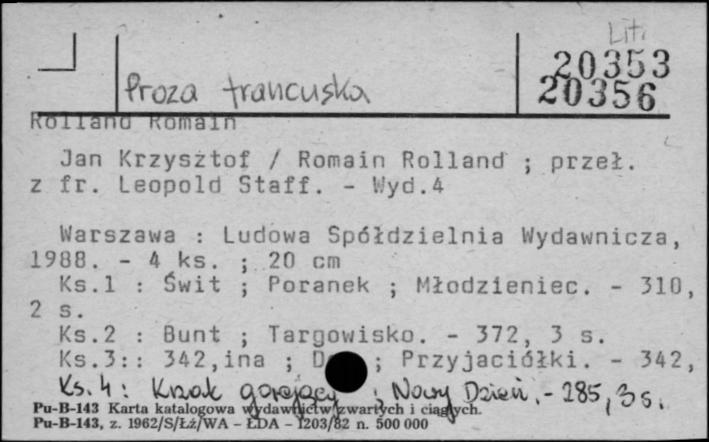 Lit.
20353
20356
Proza francuska
Rolland Romain
Jan Krzysztof / Romain Rolland ; przeł.
z fr. Leopold Staff. - Wyd.4
Warszawa : Ludowa Spółdzielnia Wydawnicza,
1988. - 4 ks. ; 20 cm
Ks.1 : Świt ; Poranek ; Młodzieniec. - 310,
2 s.
Ks.2 : Bunt ; Targowisko. - 372, 3 s.
Ks.3:: 342,ina ; ; Przyjaciółki. - 342,
Ks. 4 : Krzak gorejący ; Nowy Dzień. - 285, 3 s.
Pu-B-143 Karta katalogowa wydawnictw zwartych i ciągłych.
Pu-B-143, z. 1962/S/Łź/WA - ŁDA - 1203/82 n. 500 000